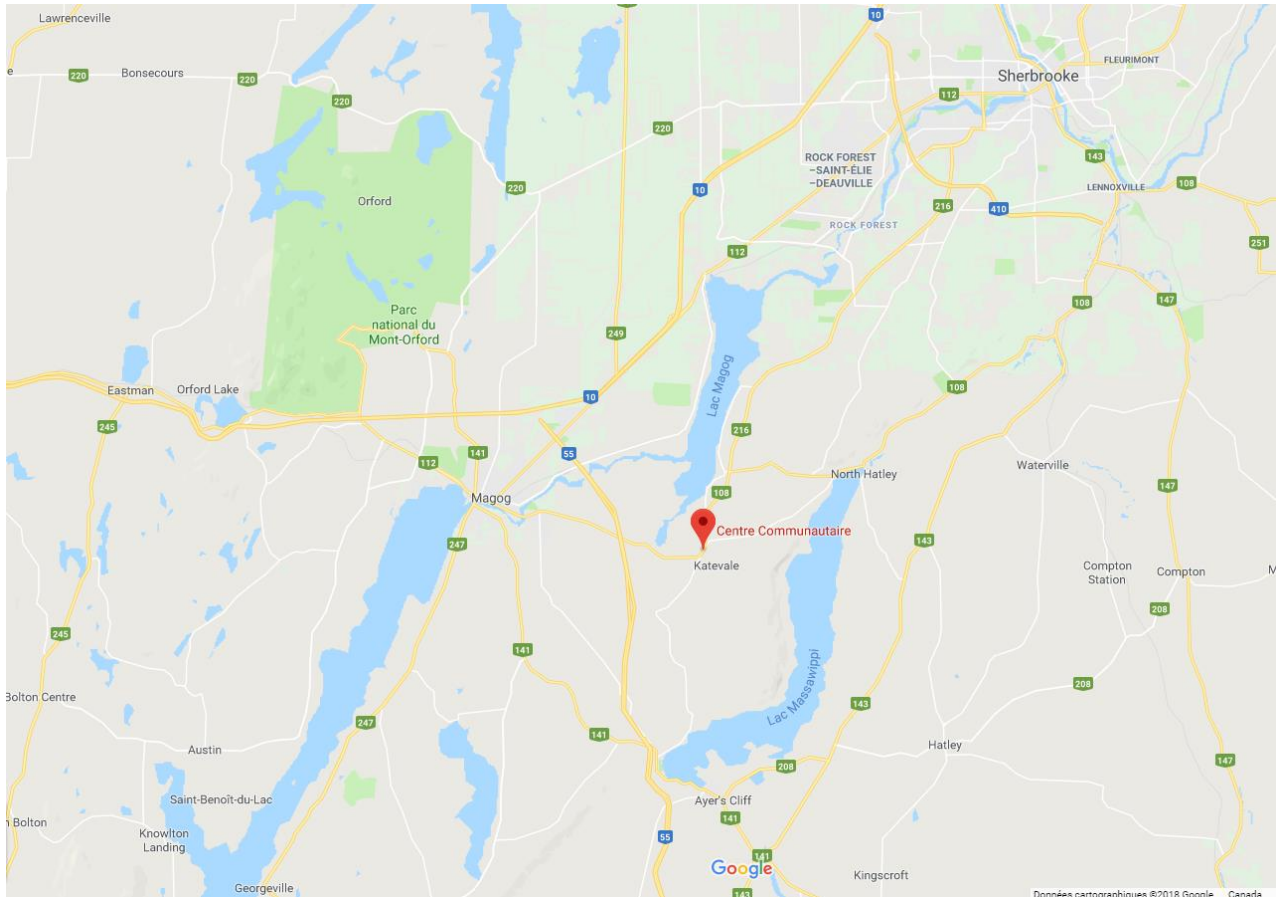 Lawrenceville
10
Sherbrooke
FLEURIMONT
220
Bonsecours
220
220
112
220
143
ROCK FOREST
–SAINT-ÉLIE
–DEAUVILLE
LENNOXVILLE
108
220
10
Orford
216
410
ROCK FOREST
251
112
108
147
Parc
national du
Mont-Orford
249
Lac Magog
Eastman
Orford Lake
10
108
245
216
55
141
112
North Hatley
Waterville
147
Magog
108
Centre Communautaire
247
143
Katevale
Compton
Station
Compton
M
208
245
141
Lac Massawippi
208
Bolton Centre
143
247
141
Austin
Hatley
147
208
Saint-Benoît-du-Lac
Ayer's Cliff
n Bolton
Knowlton
Landing
141
55
141
Google
Kingscroft
Georgeville
143
Données cartographiques ©2018 Google
Canada